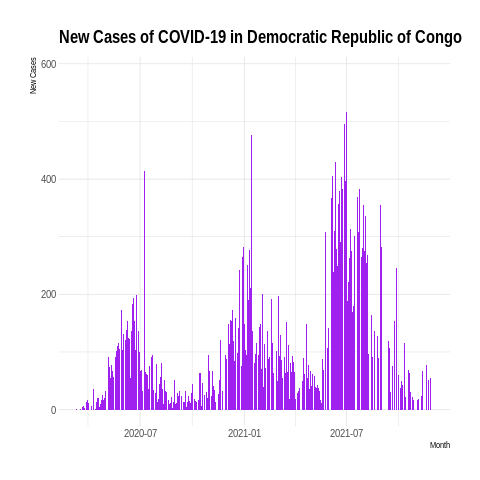 New Cases of COVID-19 in Democratic Republic of Congo
New Cases
600
400
200
0
2020-07
2021-01
2021-07
Month